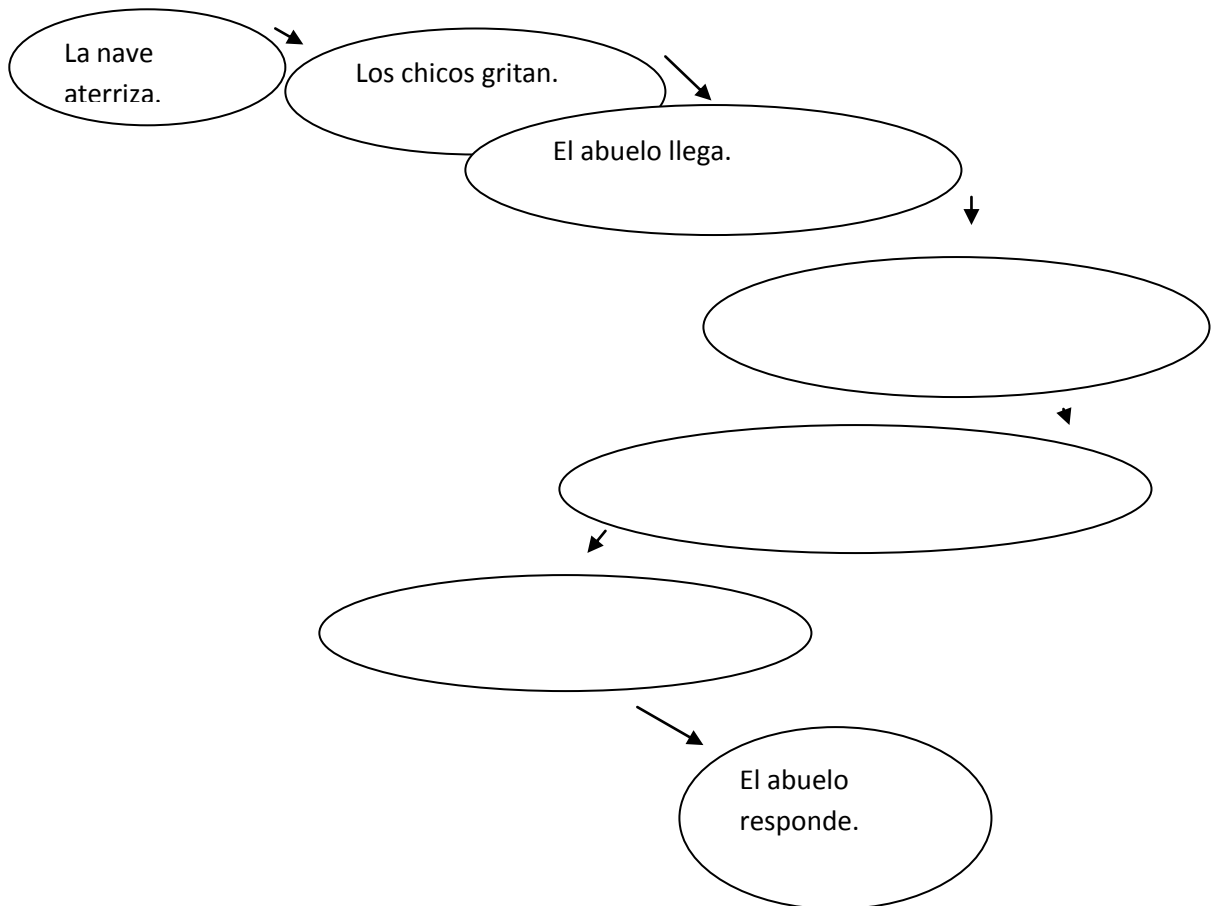 La nave
aterriza.
Los chicos gritan.
El abuelo llega.
El abuelo
responde.